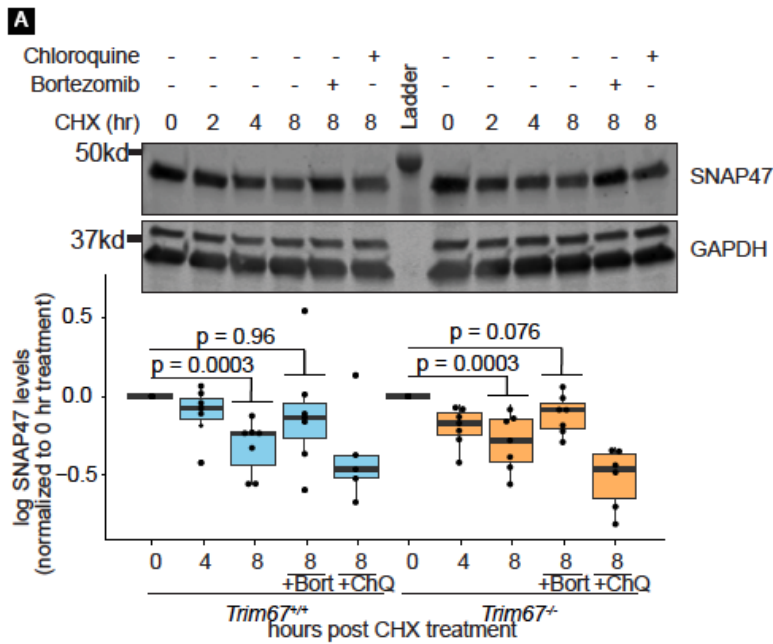 A
Chloroquine - - - - - + - - - - - +
Bortezomib - - - - + - - - - - + -
Ladder
CHX (hr) 0 2 4 8 8 8 0 2 4 8 8 8
50kd
SNAP47
37kd
GAPDH
log SNAP47 levels
(normalized to 0 hr treatment)
0.5
0.0
−0.5
p = 0.96
p = 0.0003
p = 0.076
p = 0.0003
0 4 8 8 8 0 4 8 8 8
+Bort +ChQ +Bort +ChQ
Trim67+/+ Trim67-/-
hours post CHX treatment